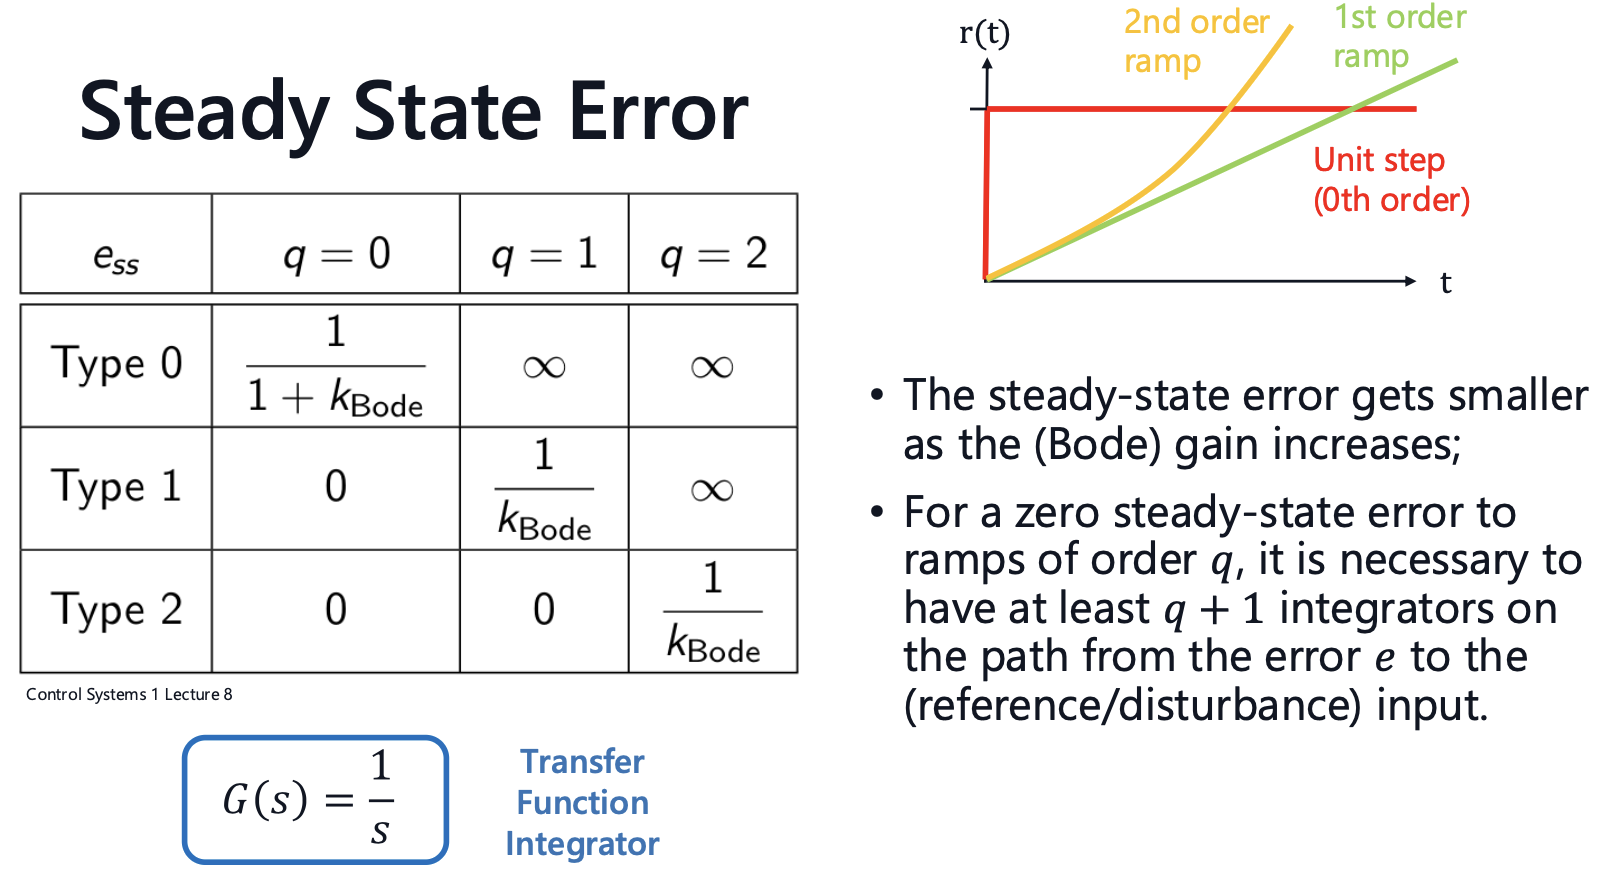 Steady State Error
e_ss q = 0 q = 1 q = 2
Type 0 1/(1 + k_Bode) ∞ ∞
Type 1 0 1/k_Bode ∞
Type 2 0 0 1/k_Bode
Control Systems 1 Lecture 8
G(s) = 1/s
Transfer
Function
Integrator
r(t)
2nd order
ramp
1st order
ramp
Unit step
(0th order)
t
• The steady-state error gets smaller
as the (Bode) gain increases;
• For a zero steady-state error to
ramps of order q, it is necessary to
have at least q + 1 integrators on
the path from the error e to the
(reference/disturbance) input.